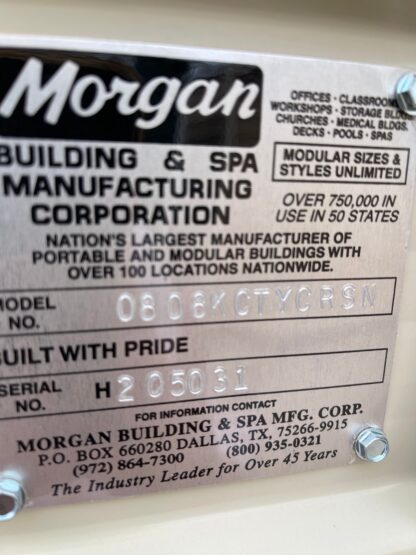 Morgan
OFFICES · CLASSROOMS
WORKSHOPS · STORAGE BLDG
CHURCHES · MEDICAL BLDGS.
DECKS · POOLS · SPAS
BUILDING & SPA
MANUFACTURING
CORPORATION
MODULAR SIZES &
STYLES UNLIMITED
OVER 750,000 IN
USE IN 50 STATES
NATION'S LARGEST MANUFACTURER OF
PORTABLE AND MODULAR BUILDINGS WITH
OVER 100 LOCATIONS NATIONWIDE.
MODEL
NO.
0808KCTXCRSN
BUILT WITH PRIDE
SERIAL
NO.
H 205031
FOR INFORMATION CONTACT
MORGAN BUILDING & SPA MFG. CORP.
P.O. BOX 660280 DALLAS, TX, 75266-9915
(972) 864-7300 (800) 935-0321
The Industry Leader for Over 45 Years